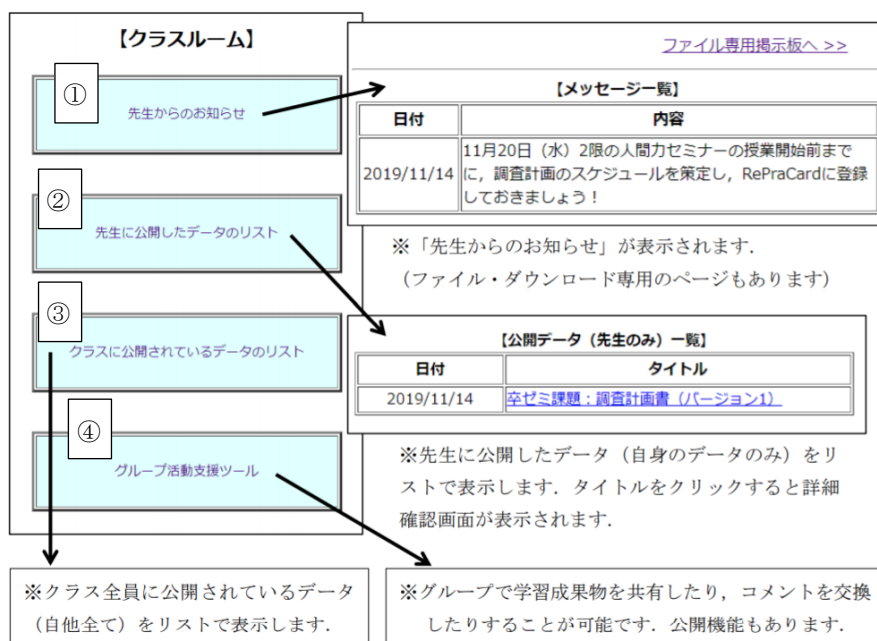 【クラスルーム】
①
先生からのお知らせ
②
先生に公開したデータのリスト
③
クラスに公開されているデータのリスト
④
グループ活動支援ツール
ファイル専用掲示板へ >>
【メッセージ一覧】
日付 内容
2019/11/14 11月20日（水）2限の人間力セミナーの授業開始前まで
に，調査計画のスケジュールを策定し，RePraCardに登録
しておきましょう！
※「先生からのお知らせ」が表示されます．
（ファイル・ダウンロード専用のページもあります）
【公開データ（先生のみ）一覧】
日付 タイトル
2019/11/14 卒ゼミ課題：調査計画書（バージョン1）
※先生に公開したデータ（自身のデータのみ）をリ
ストで表示します．タイトルをクリックすると詳細
確認画面が表示されます．
※クラス全員に公開されているデータ
（自他全て）をリストで表示します．
※グループで学習成果物を共有したり，コメントを交換
したりすることが可能です．公開機能もあります．